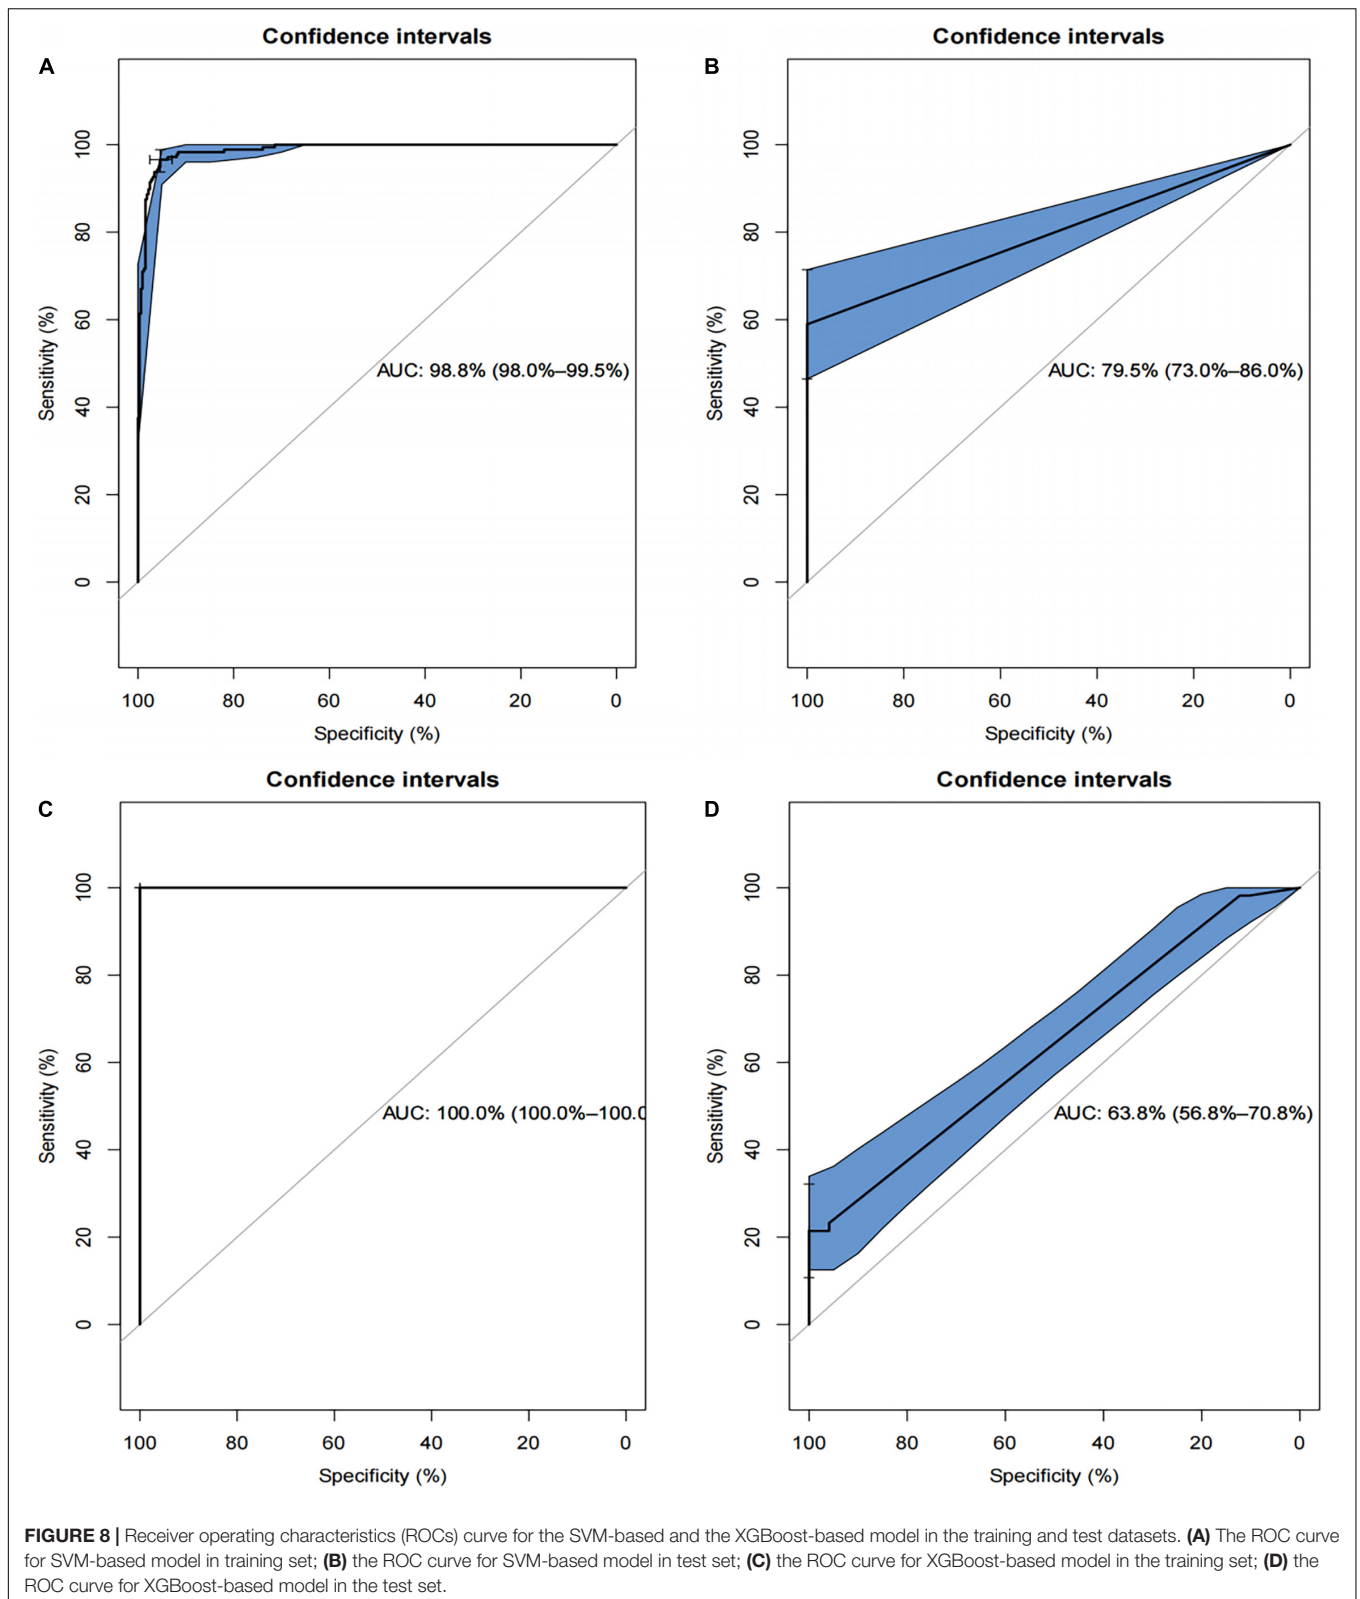 Confidence intervals
A
100
80
60
40
20
0
Sensitivity (%)
AUC: 98.8% (98.0%–99.5%)
100 80 60 40 20 0
Specificity (%)
Confidence intervals
B
100
80
60
40
20
0
Sensitivity (%)
AUC: 79.5% (73.0%–86.0%)
100 80 60 40 20 0
Specificity (%)
Confidence intervals
C
100
80
60
40
20
0
Sensitivity (%)
AUC: 100.0% (100.0%–100.0
100 80 60 40 20 0
Specificity (%)
Confidence intervals
D
100
80
60
40
20
0
Sensitivity (%)
AUC: 63.8% (56.8%–70.8%)
100 80 60 40 20 0
Specificity (%)
FIGURE 8 | Receiver operating characteristics (ROCs) curve for the SVM-based and the XGBoost-based model in the training and test datasets. (A) The ROC curve
for SVM-based model in training set; (B) the ROC curve for SVM-based model in test set; (C) the ROC curve for XGBoost-based model in the training set; (D) the
ROC curve for XGBoost-based model in the test set.